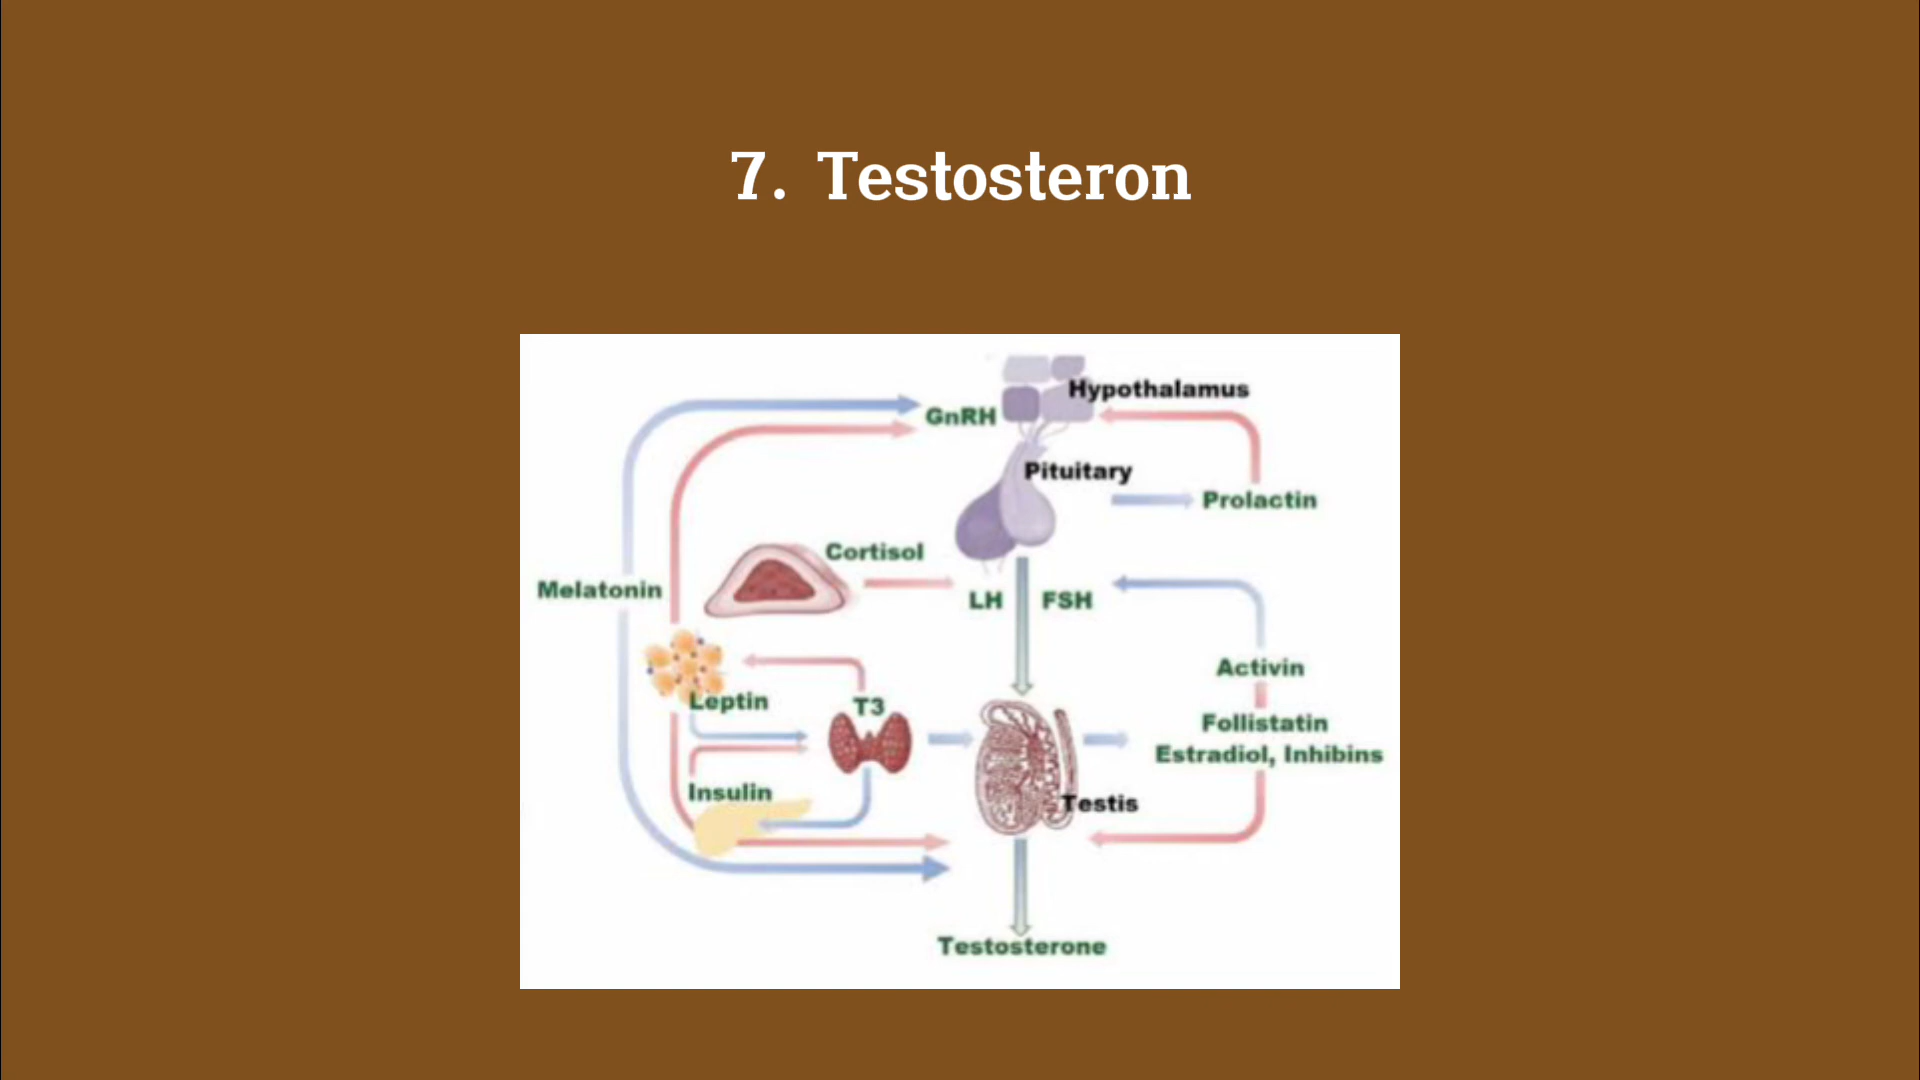 7. Testosteron
Hypothalamus
GnRH
Pituitary
Prolactin
Cortisol
Melatonin
LH FSH
Activin
Leptin
T3
Follistatin
Estradiol, Inhibins
Insulin
Testis
Testosterone